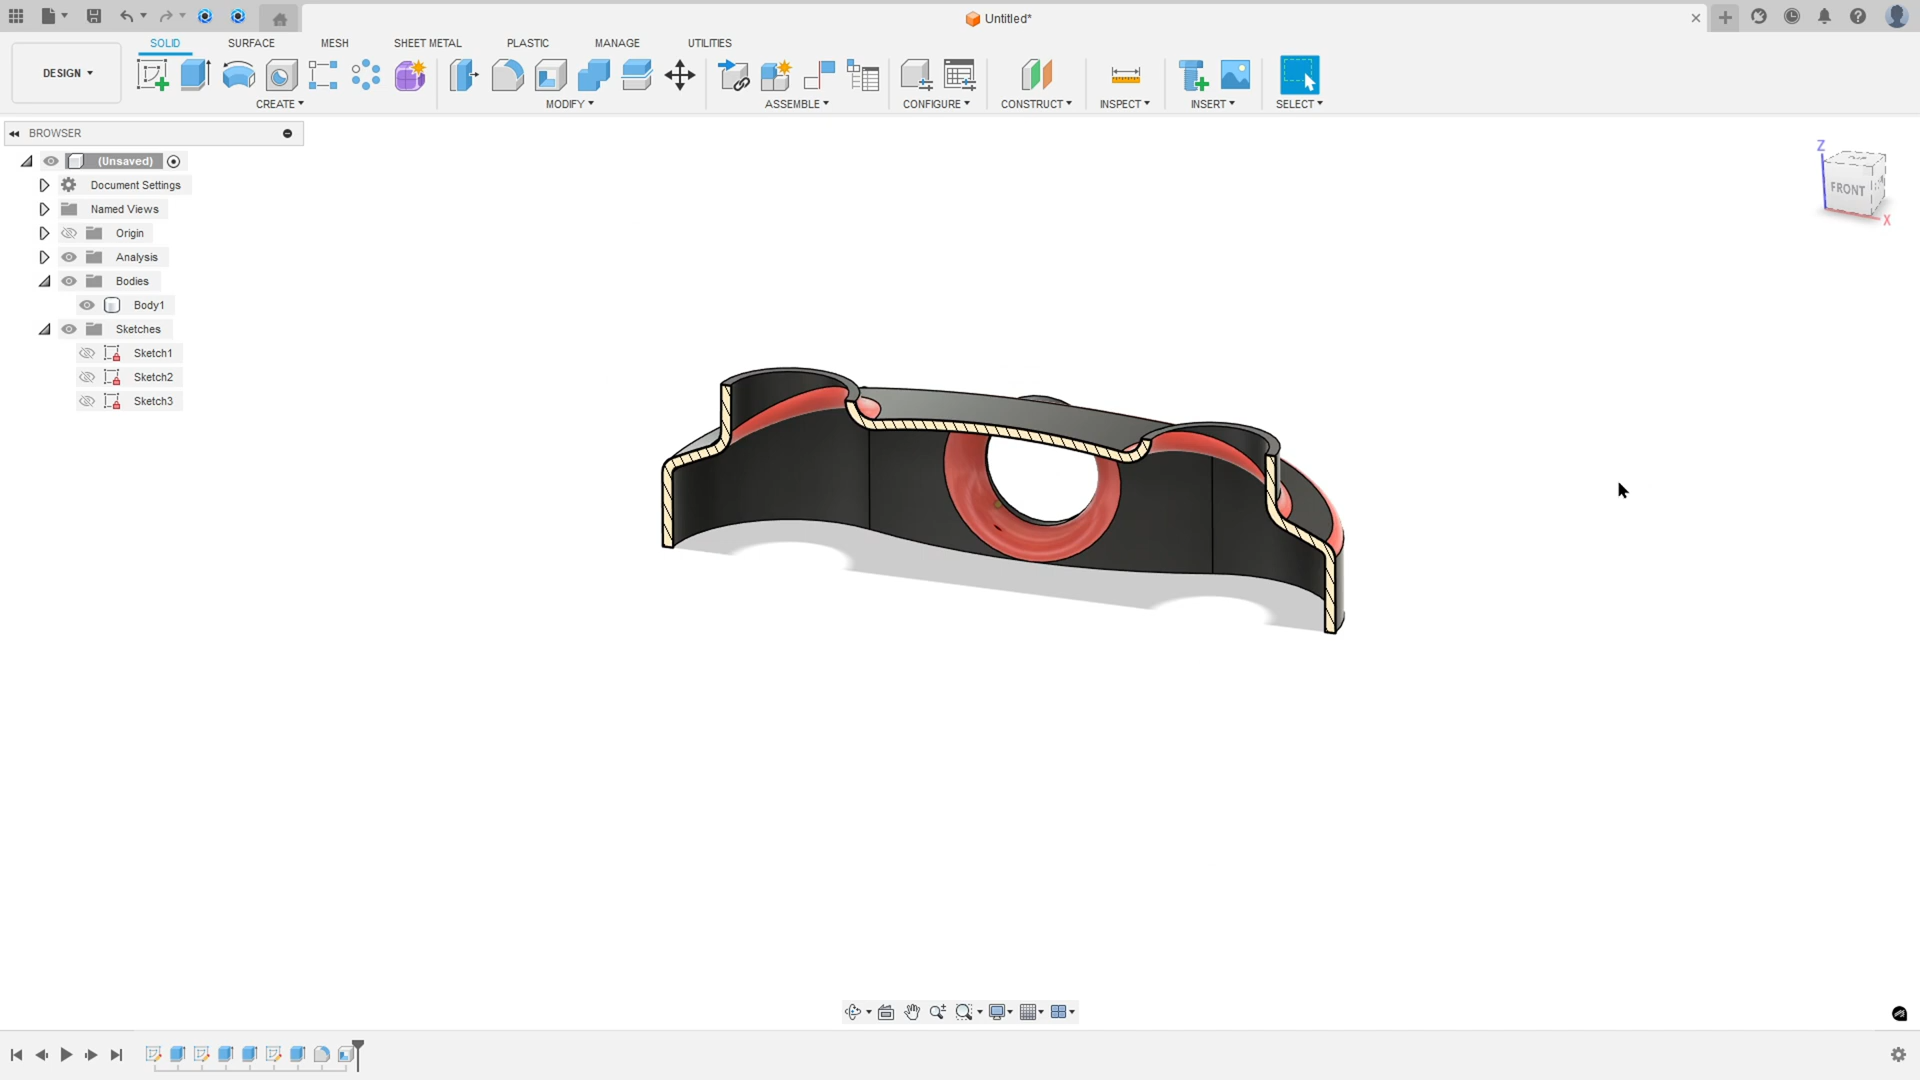 Untitled*
SOLID SURFACE MESH SHEET METAL PLASTIC MANAGE UTILITIES
DESIGN
CREATE MODIFY ASSEMBLE CONFIGURE CONSTRUCT INSPECT INSERT SELECT
BROWSER
(Unsaved)
Document Settings
Named Views
Origin
Analysis
Bodies
Body1
Sketches
Sketch1
Sketch2
Sketch3
Z
FRONT
X